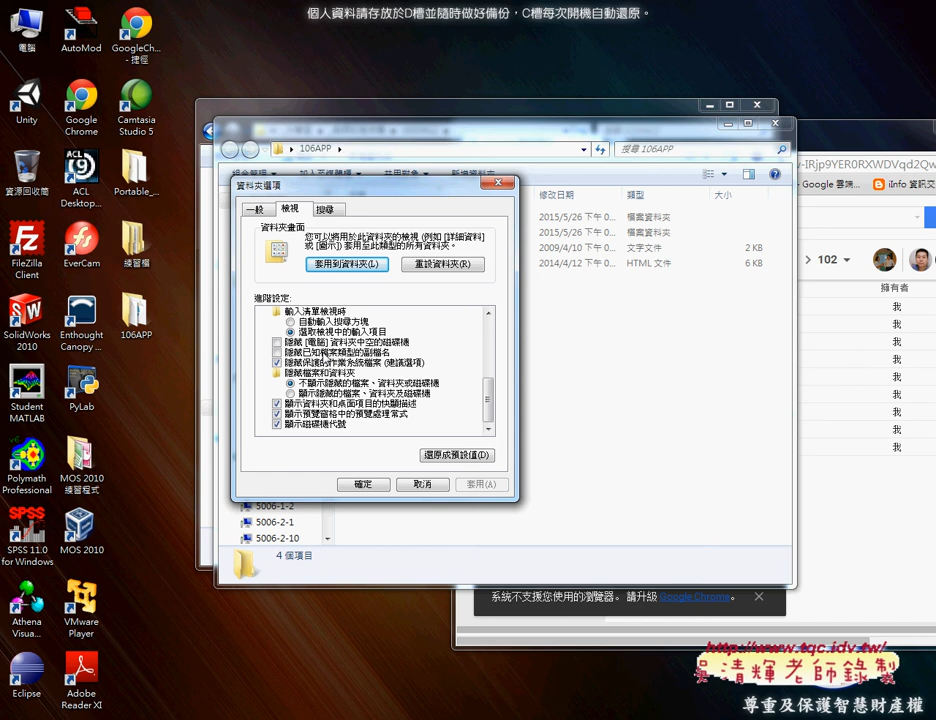 個人資料請存放於D槽並隨時做好備份，C槽每次開機自動還原。
電腦
AutoMod
GoogleCh...
- 捷徑
Unity
Google
Chrome
Camtasia
Studio 5
資源回收筒
ACL
Desktop...
Portable_...
FileZilla
Client
EverCam
練習檔
SolidWorks
2010
Enthought
Canopy ...
106APP
Student
MATLAB
PyLab
Polymath
Professional
MOS 2010
練習程式
SPSS 11.0
for Windows
MOS 2010
Athena
Visua...
VMware
Player
Eclipse
Adobe
Reader XI
106APP
搜尋 106APP
修改日期
類型
大小
2015/5/26 下午 0...
檔案資料夾
2015/5/26 下午 0...
檔案資料夾
2009/4/10 下午 0...
文字文件
2 KB
2014/4/12 下午 0...
HTML 文件
6 KB
資料夾選項
一般
檢視
搜尋
資料夾畫面
您可以將用於此資料夾的檢視 (例如 [詳細資料]
或 [圖示]) 套用至此類型的所有資料夾。
套用到資料夾(L)
重設資料夾(R)
進階設定:
輸入清單檢視時
自動輸入搜尋方塊
選取檢視中的輸入項目
隱藏 [電腦] 資料夾中空的磁碟機
隱藏已知檔案類型的副檔名
隱藏保護的作業系統檔案 (建議選項)
隱藏檔案和資料夾
不顯示隱藏的檔案、資料夾或磁碟機
顯示隱藏的檔案、資料夾及磁碟機
顯示資料夾和桌面項目的快顯描述
顯示預覽窗格中的預覽處理常式
顯示磁碟機代號
還原成預設值(D)
確定
取消
套用(A)
5006-1-2
5006-2-1
5006-2-10
4 個項目
-IRjp9YER0RXWDVqd2Qw
Google 雲端...
iInfo 資訊交
102
擁有者
我
我
我
我
我
我
我
我
我
系統不支援您使用的瀏覽器。請升級 Google Chrome。
http://www.tqc.idv.tw/
吳清輝老師錄製
尊重及保護智慧財產權